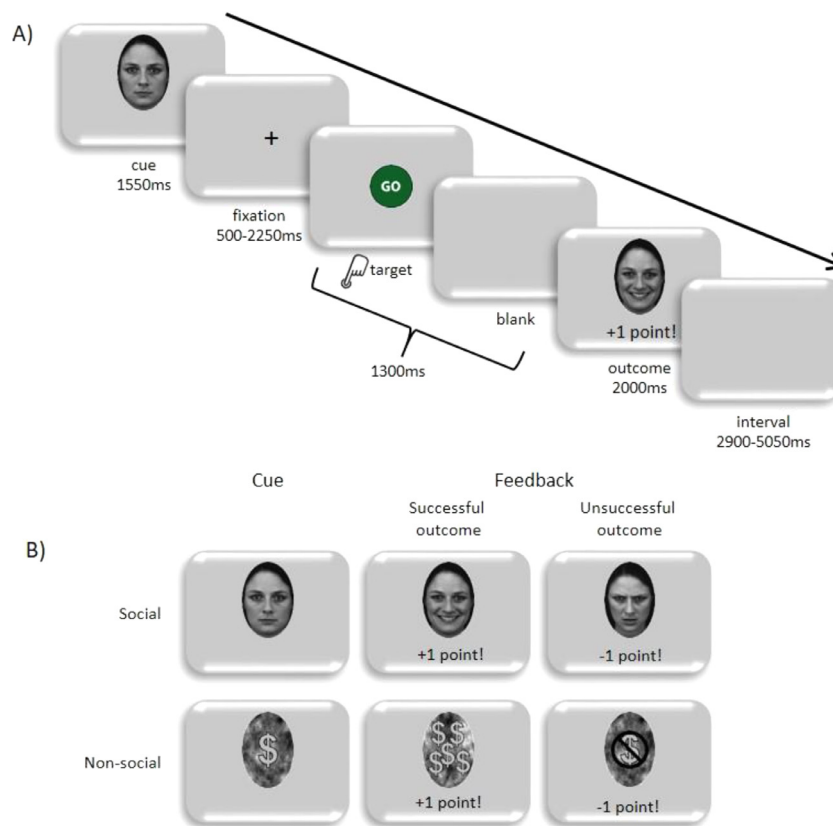 A)
cue
1550ms
+
fixation
500-2250ms
GO
target
1300ms
blank
+1 point!
outcome
2000ms
interval
2900-5050ms
Cue
Feedback
Successful
outcome
Unsuccessful
outcome
B)
Social
+1 point!
-1 point!
Non-social
$
$ $
$
$ $
$
+1 point!
-1 point!